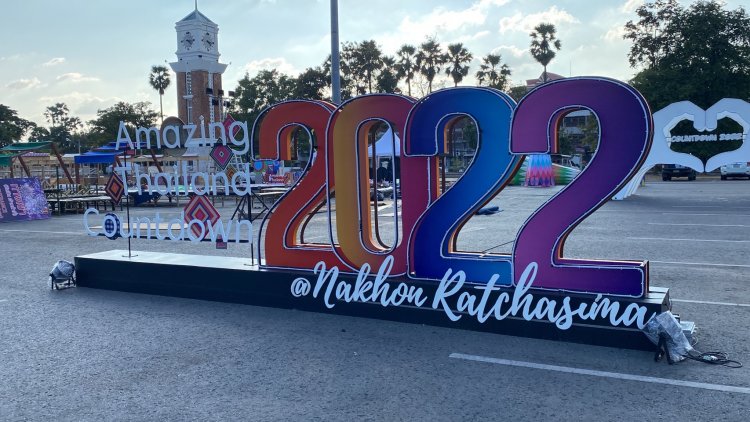 Amazing
Thailand
Countdown
2022
@Nakhon Ratchasima
COUNTDOWN 2022